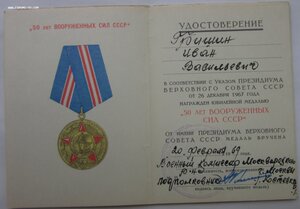 "50 ЛЕТ ВООРУЖЕННЫХ СИЛ СССР"
УДОСТОВЕРЕНИЕ
Иван
Васильевич
В СООТВЕТСТВИИ С УКАЗОМ ПРЕЗИДИУМА
ВЕРХОВНОГО СОВЕТА СССР
ОТ 26 ДЕКАБРЯ 1967 ГОДА
НАГРАЖДЕН ЮБИЛЕЙНОЙ МЕДАЛЬЮ
"50 ЛЕТ ВООРУЖЕННЫХ
СИЛ СССР"
ОТ ИМЕНИ ПРЕЗИДИУМА ВЕРХОВНОГО
СОВЕТА СССР МЕДАЛЬ ВРУЧЕНА
20 февраля 69
Военный комиссар Москворецкого
р-на г. Москвы
подполковник